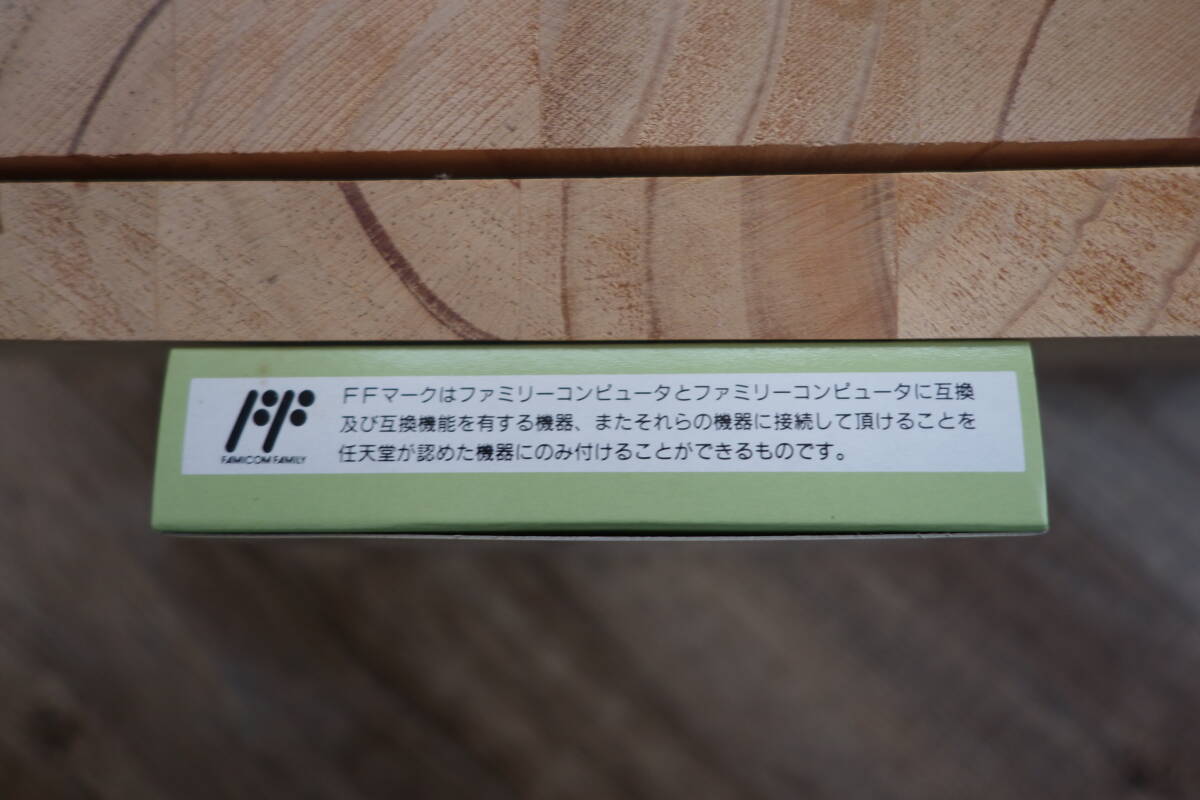 FFマークはファミリーコンピュータとファミリーコンピュータに互換
及び互換機能を有する機器、またそれらの機器に接続して頂けることを
任天堂が認めた機器にのみ付けることができるものです。
FF
FAMICOM FAMILY